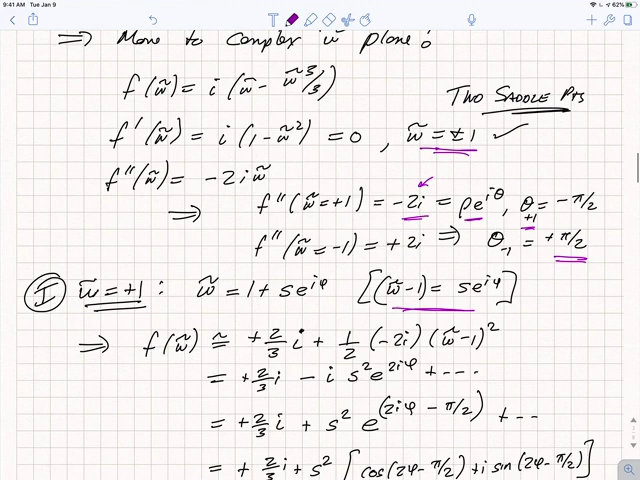 9:41 AM Tue Jan 9
62%
⇒ Move to complex w̃ plane:
f(w̃) = i(w̃ - w̃³/3)
Two Saddle Pts
f'(w̃) = i(1-w̃²) = 0, w̃ = ±1 ✓
f''(w̃) = -2iw̃
⇒ f''(w̃=+1) = -2i = ρe^{iθ}, θ₊₁ = -π/2
f''(w̃=-1) = +2i ⇒ θ₋₁ = +π/2
Ⓘ w̃ = +1: w̃ = 1 + se^{iφ} [(w̃-1) = se^{iφ}]
⇒ f(w̃) ≅ +2/3 i + 1/2 (-2i)(w̃-1)²
= +2/3 i - i s² e^{2iφ} + ....
= +2/3 i + s² e^{(2iφ - π/2)} + ...
= + 2/3 i + s² [cos(2φ-π/2) + i sin(2φ-π/2)]